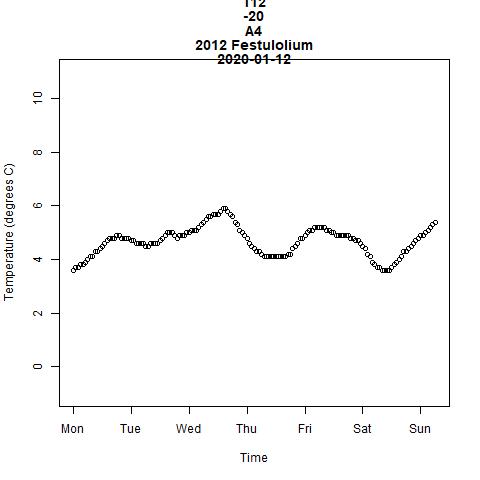 T12
-20
A4
2012 Festulolium
2020-01-12
10
8
6
4
2
0
Temperature (degrees C)
Mon Tue Wed Thu Fri Sat Sun
Time